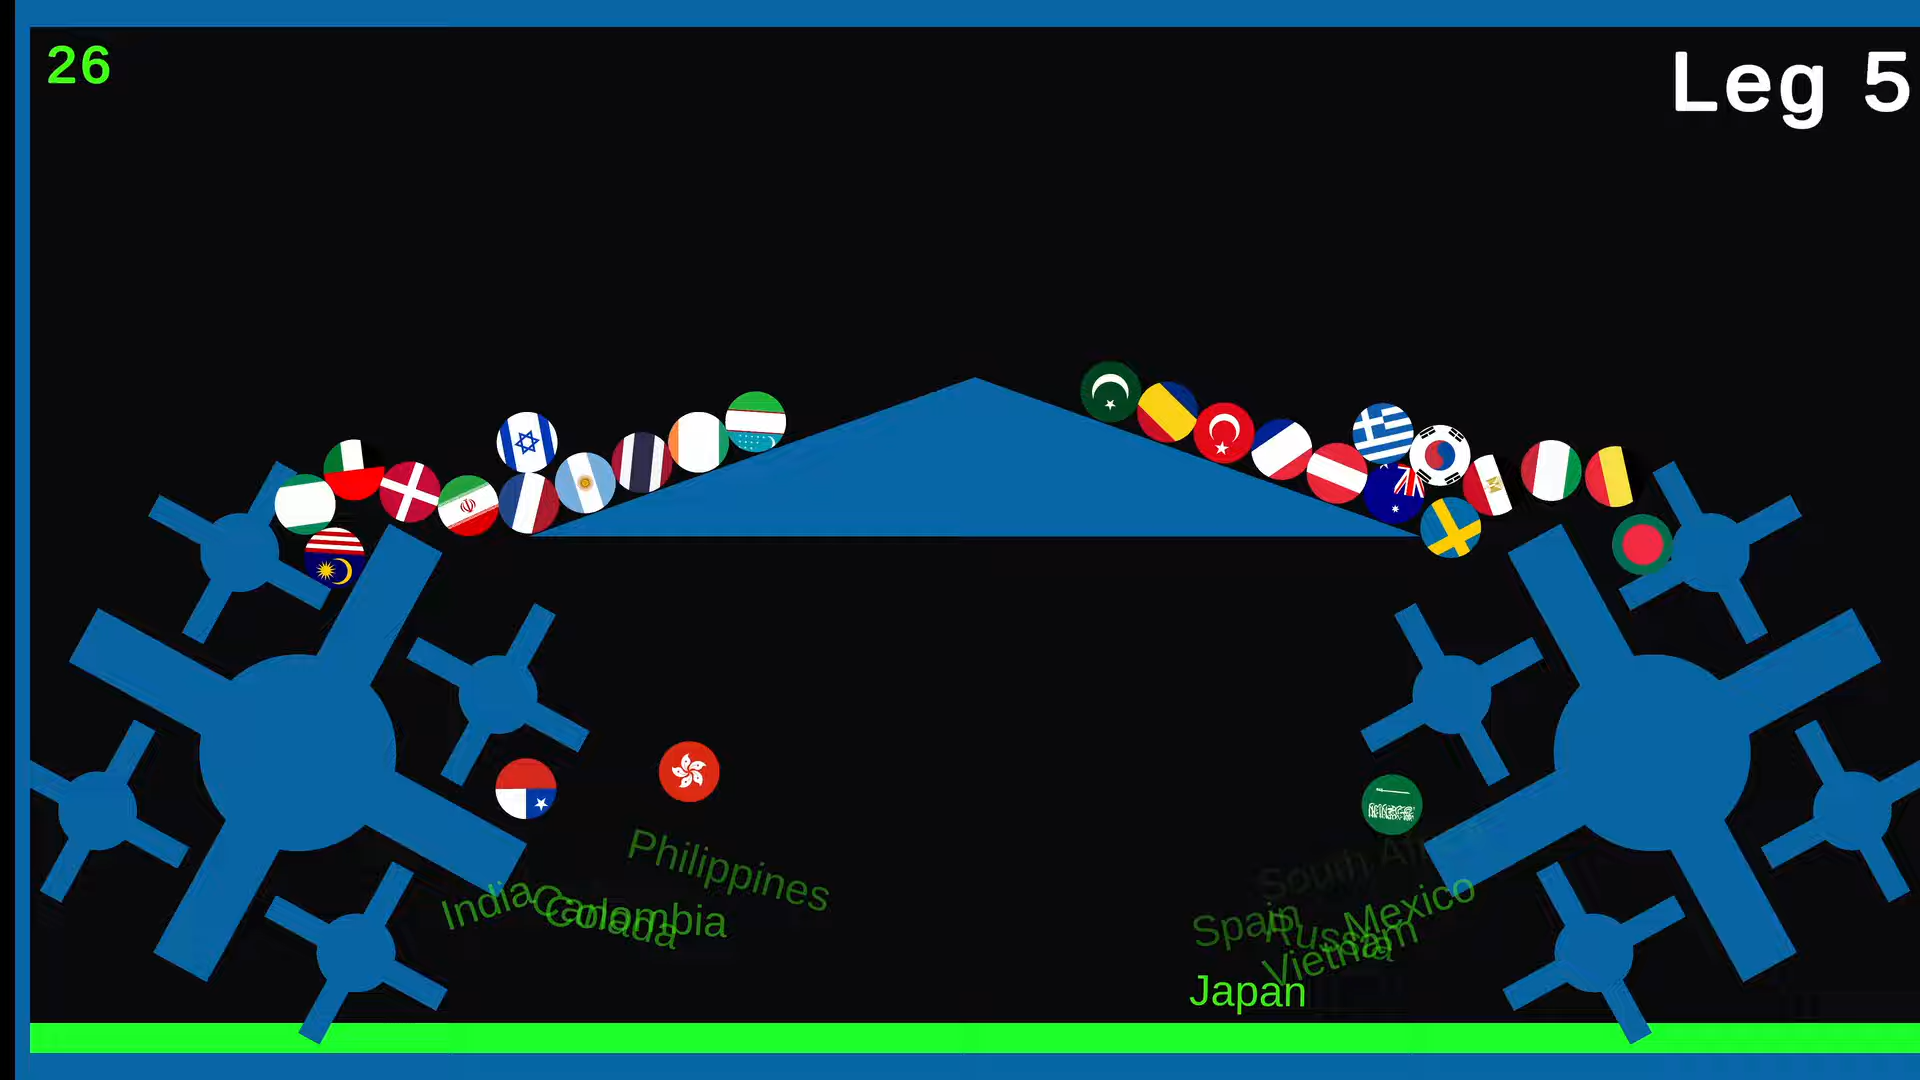 26
Leg 5
Philippines
India
Colombia
Canada
Spain
Russia
Mexico
Vietnam
Japan